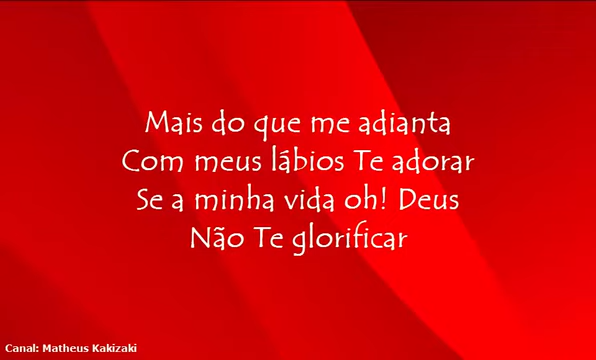 Mais do que me adianta
Com meus lábios Te adorar
Se a minha vida oh! Deus
Não Te glorificar
Canal: Matheus Kakizaki